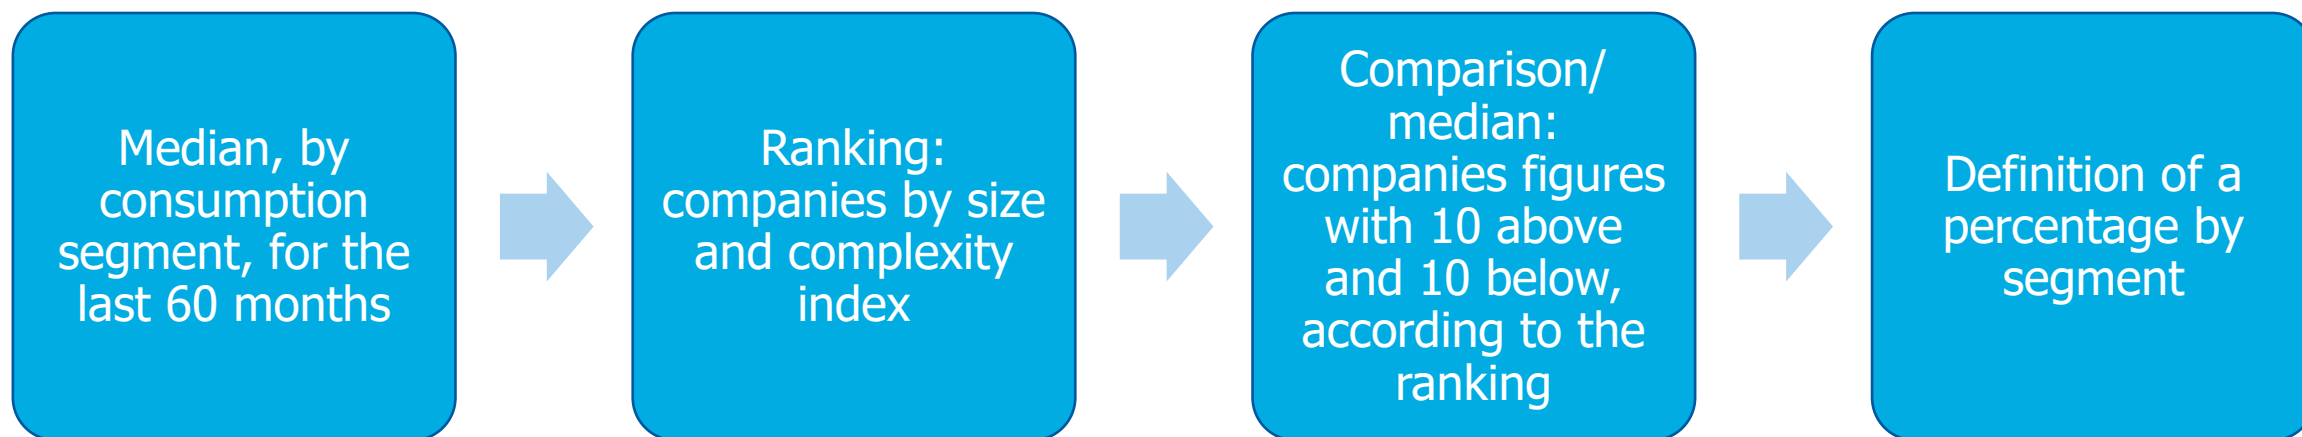 Median, by
consumption
segment, for the
last 60 months
Ranking:
companies by size
and complexity
index
Comparison/
median:
companies figures
with 10 above
and 10 below,
according to the
ranking
Definition of a
percentage by
segment